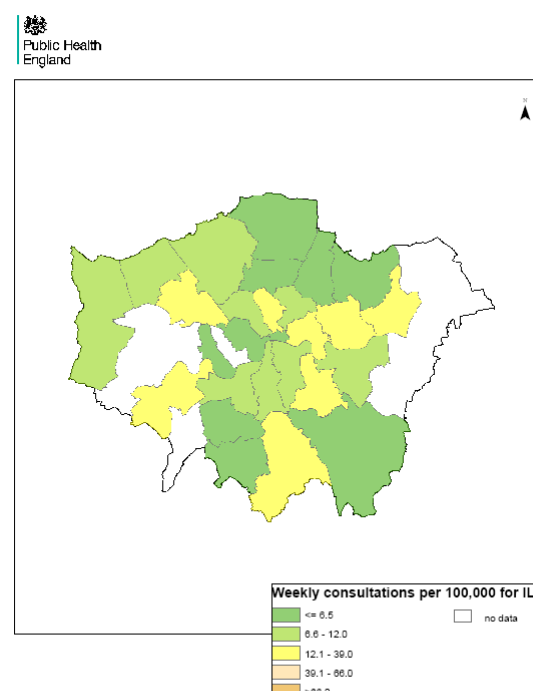 Public Health
England
N
Weekly consultations per 100,000 for IL
<= 6.5
no data
6.6 - 12.0
12.1 - 39.0
39.1 - 66.0